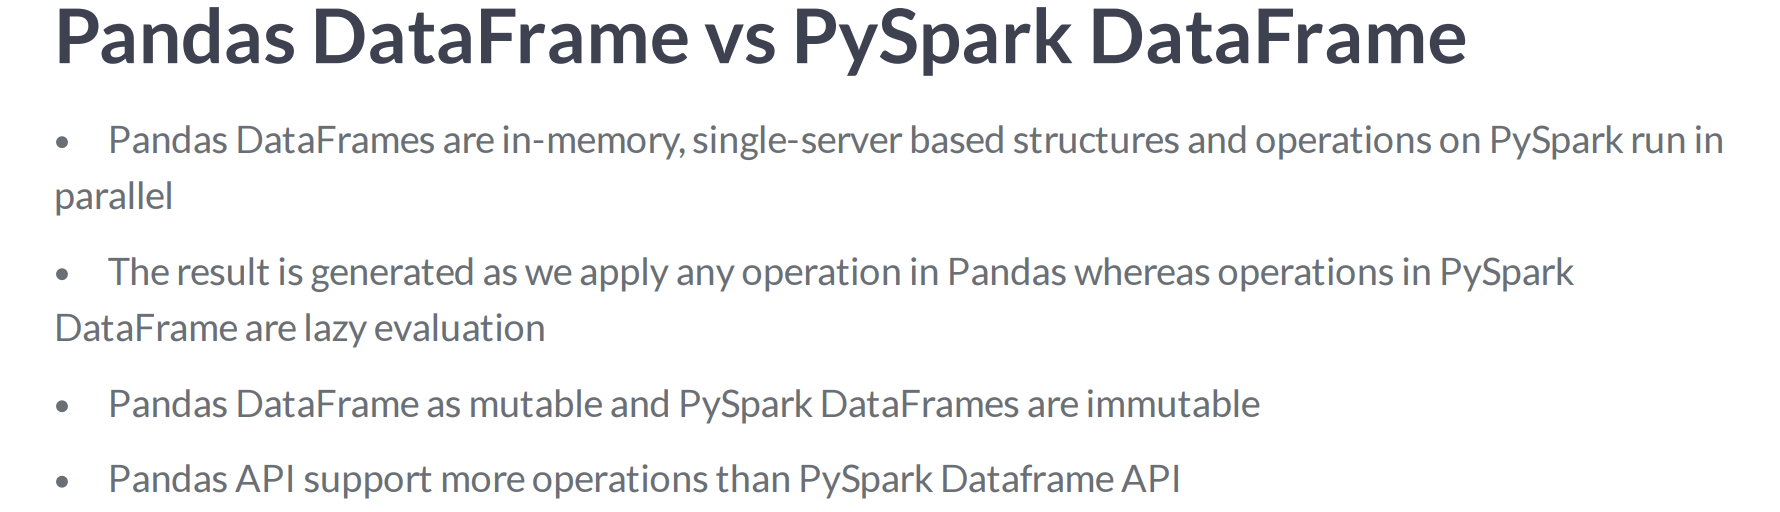 Pandas DataFrame vs PySpark DataFrame
• Pandas DataFrames are in-memory, single-server based structures and operations on PySpark run in
parallel
• The result is generated as we apply any operation in Pandas whereas operations in PySpark
DataFrame are lazy evaluation
• Pandas DataFrame as mutable and PySpark DataFrames are immutable
• Pandas API support more operations than PySpark Dataframe API